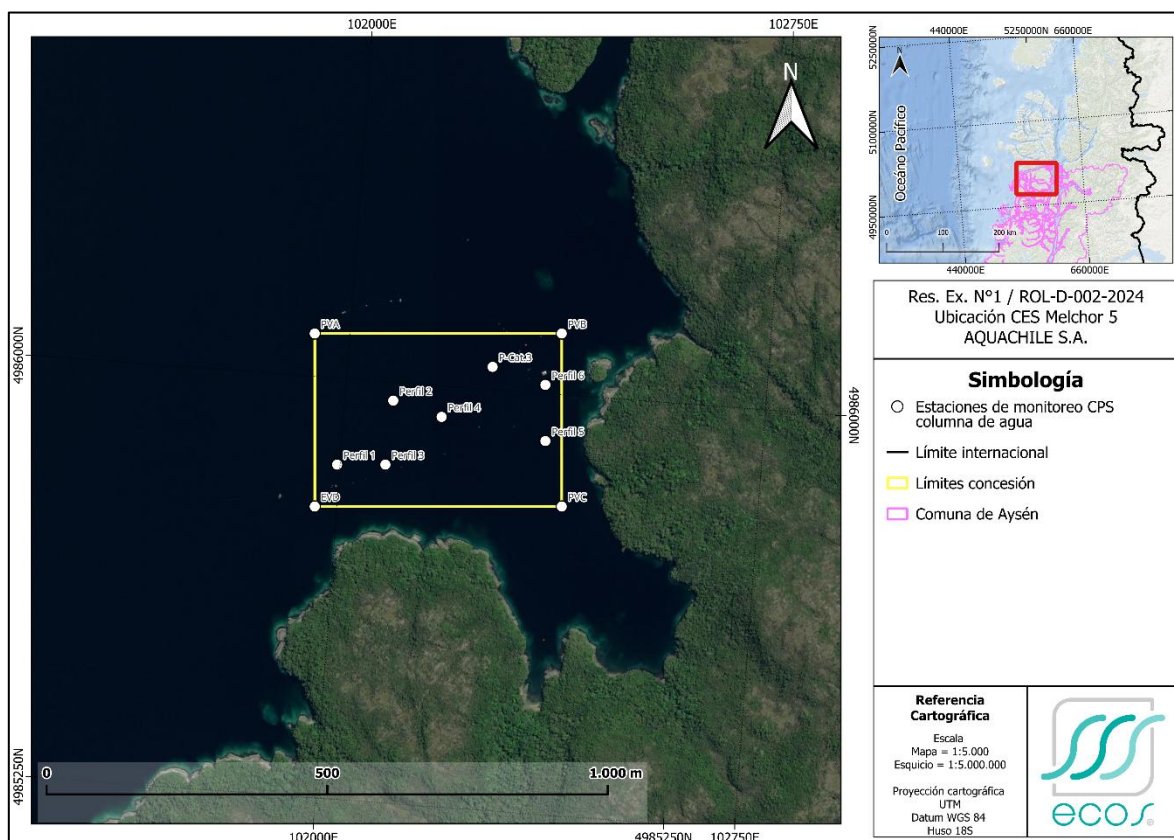 102000E
102750E
4986000N
4985250N
N
PVA
PVB
P-Cat.3
Perfil 6
Perfil 2
Perfil 4
Perfil 5
Perfil 1
Perfil 3
EVD
PVC
4986000N
0
500
1.000 m
102000E
4985250N
102750E
440000E
5250000N
660000E
5250000N
5100000N
4950000N
N
Oceáno Pacífico
0
100
200 km
440000E
660000E
Res. Ex. N°1 / ROL-D-002-2024
Ubicación CES Melchor 5
AQUACHILE S.A.
Simbología
Estaciones de monitoreo CPS
columna de agua
Límite internacional
Límites concesión
Comuna de Aysén
Referencia
Cartográfica
Escala
Mapa = 1:5.000
Esquicio = 1:5.000.000
Proyección cartográfica
UTM
Datum WGS 84
Huso 18S
ecos